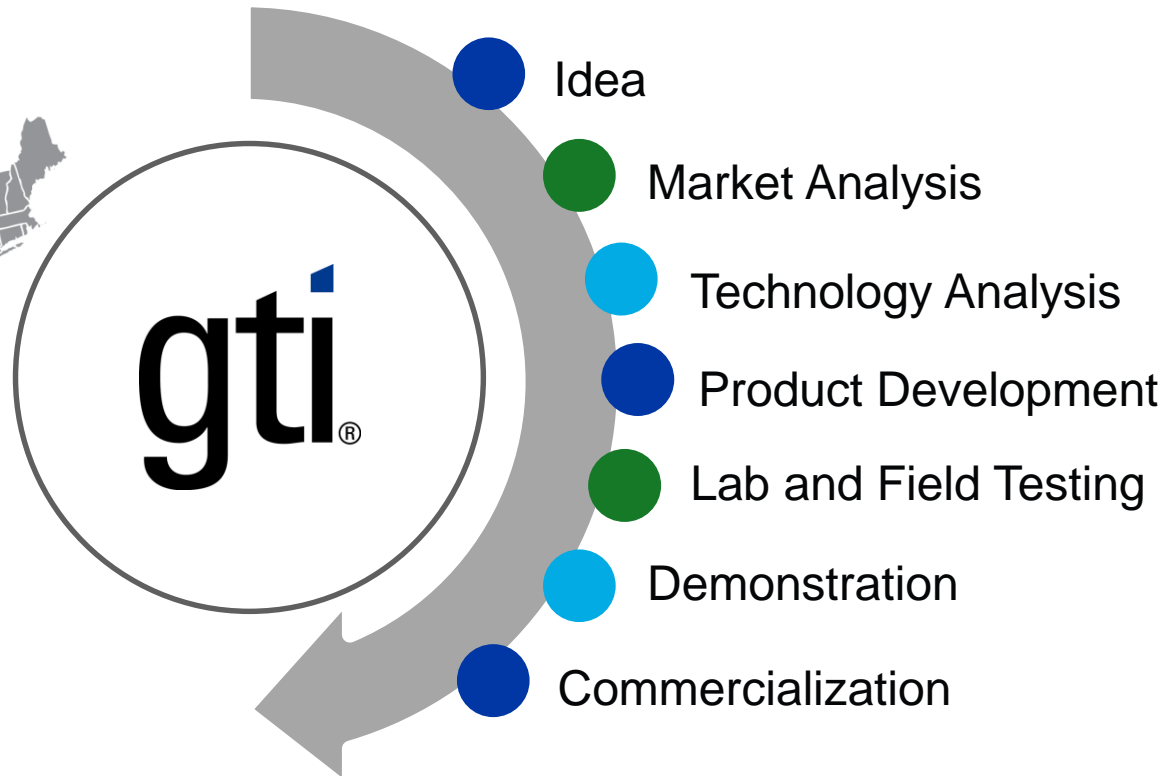 Idea
Market Analysis
Technology Analysis
gti®
Product Development
Lab and Field Testing
Demonstration
Commercialization